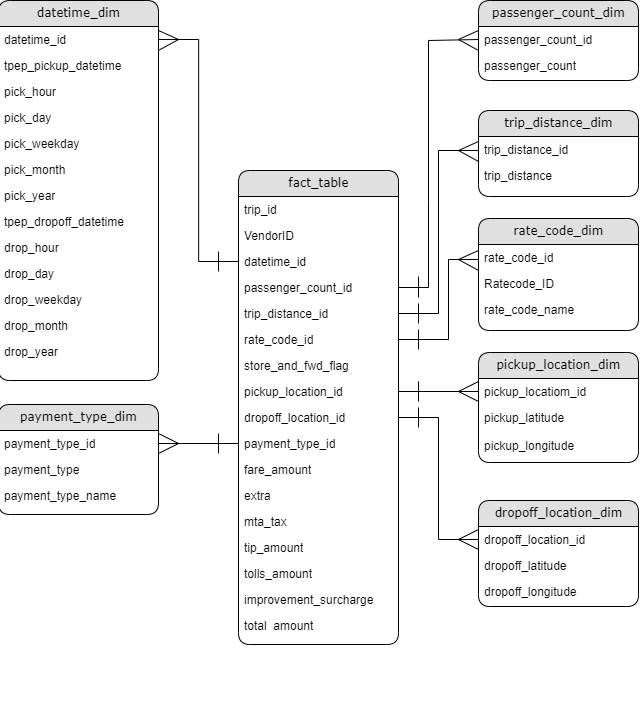 datetime_dim
datetime_id
tpep_pickup_datetime
pick_hour
pick_day
pick_weekday
pick_month
pick_year
tpep_dropoff_datetime
drop_hour
drop_day
drop_weekday
drop_month
drop_year
payment_type_dim
payment_type_id
payment_type
payment_type_name
fact_table
trip_id
VendorID
datetime_id
passenger_count_id
trip_distance_id
rate_code_id
store_and_fwd_flag
pickup_location_id
dropoff_location_id
payment_type_id
fare_amount
extra
mta_tax
tip_amount
tolls_amount
improvement_surcharge
total_amount
passenger_count_dim
passenger_count_id
passenger_count
trip_distance_dim
trip_distance_id
trip_distance
rate_code_dim
rate_code_id
Ratecode_ID
rate_code_name
pickup_location_dim
pickup_locatiom_id
pickup_latitude
pickup_longitude
dropoff_location_dim
dropoff_location_id
dropoff_latitude
dropoff_longitude